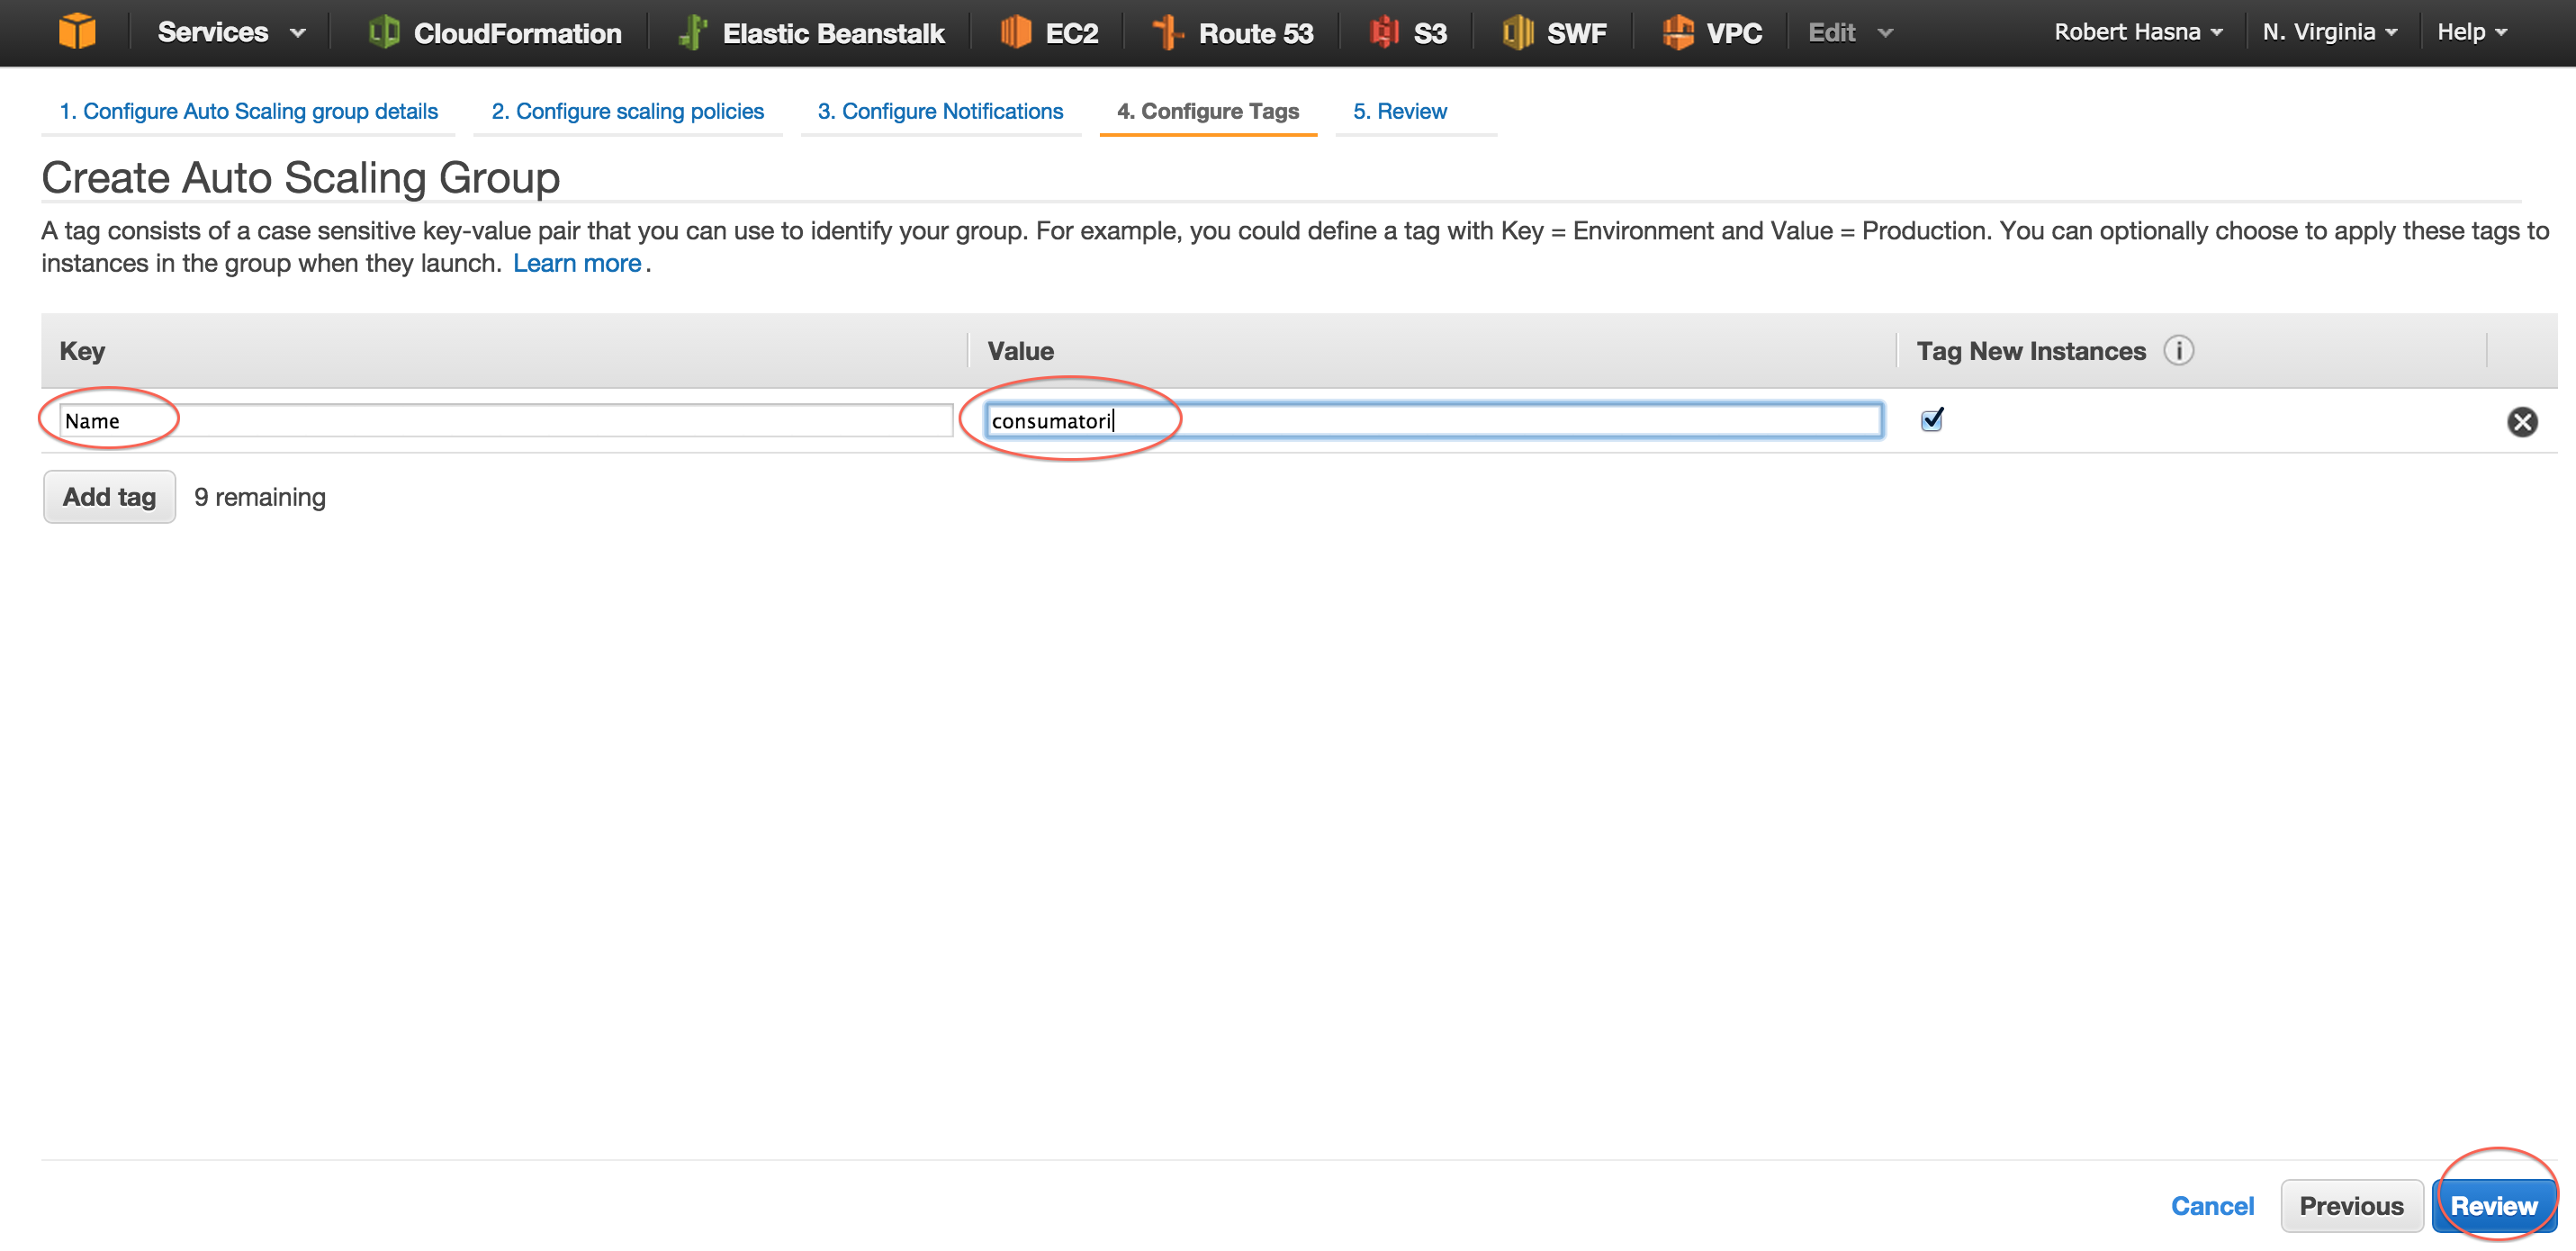 Services CloudFormation Elastic Beanstalk EC2 Route 53 S3 SWF VPC Edit Robert Hasna N. Virginia Help
1. Configure Auto Scaling group details 2. Configure scaling policies 3. Configure Notifications 4. Configure Tags 5. Review
Create Auto Scaling Group
A tag consists of a case sensitive key-value pair that you can use to identify your group. For example, you could define a tag with Key = Environment and Value = Production. You can optionally choose to apply these tags to
instances in the group when they launch. Learn more.
Key Value Tag New Instances i
Name consumatori
Add tag 9 remaining
Cancel Previous Review